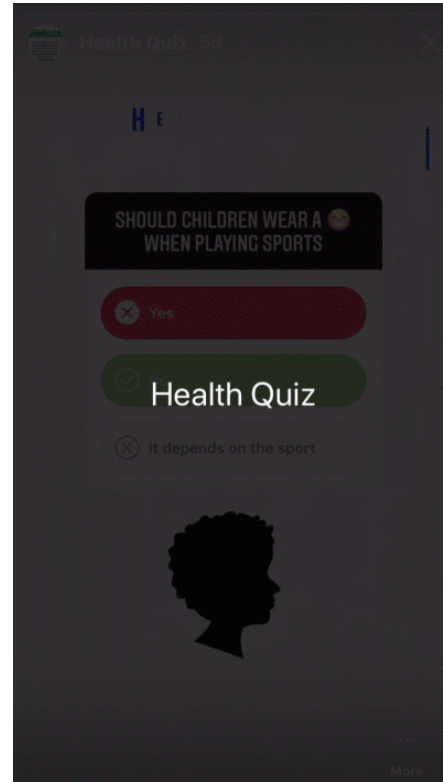 Health Quiz 5d
H E
SHOULD CHILDREN WEAR A 😷
WHEN PLAYING SPORTS
Yes
Health Quiz
It depends on the sport
More